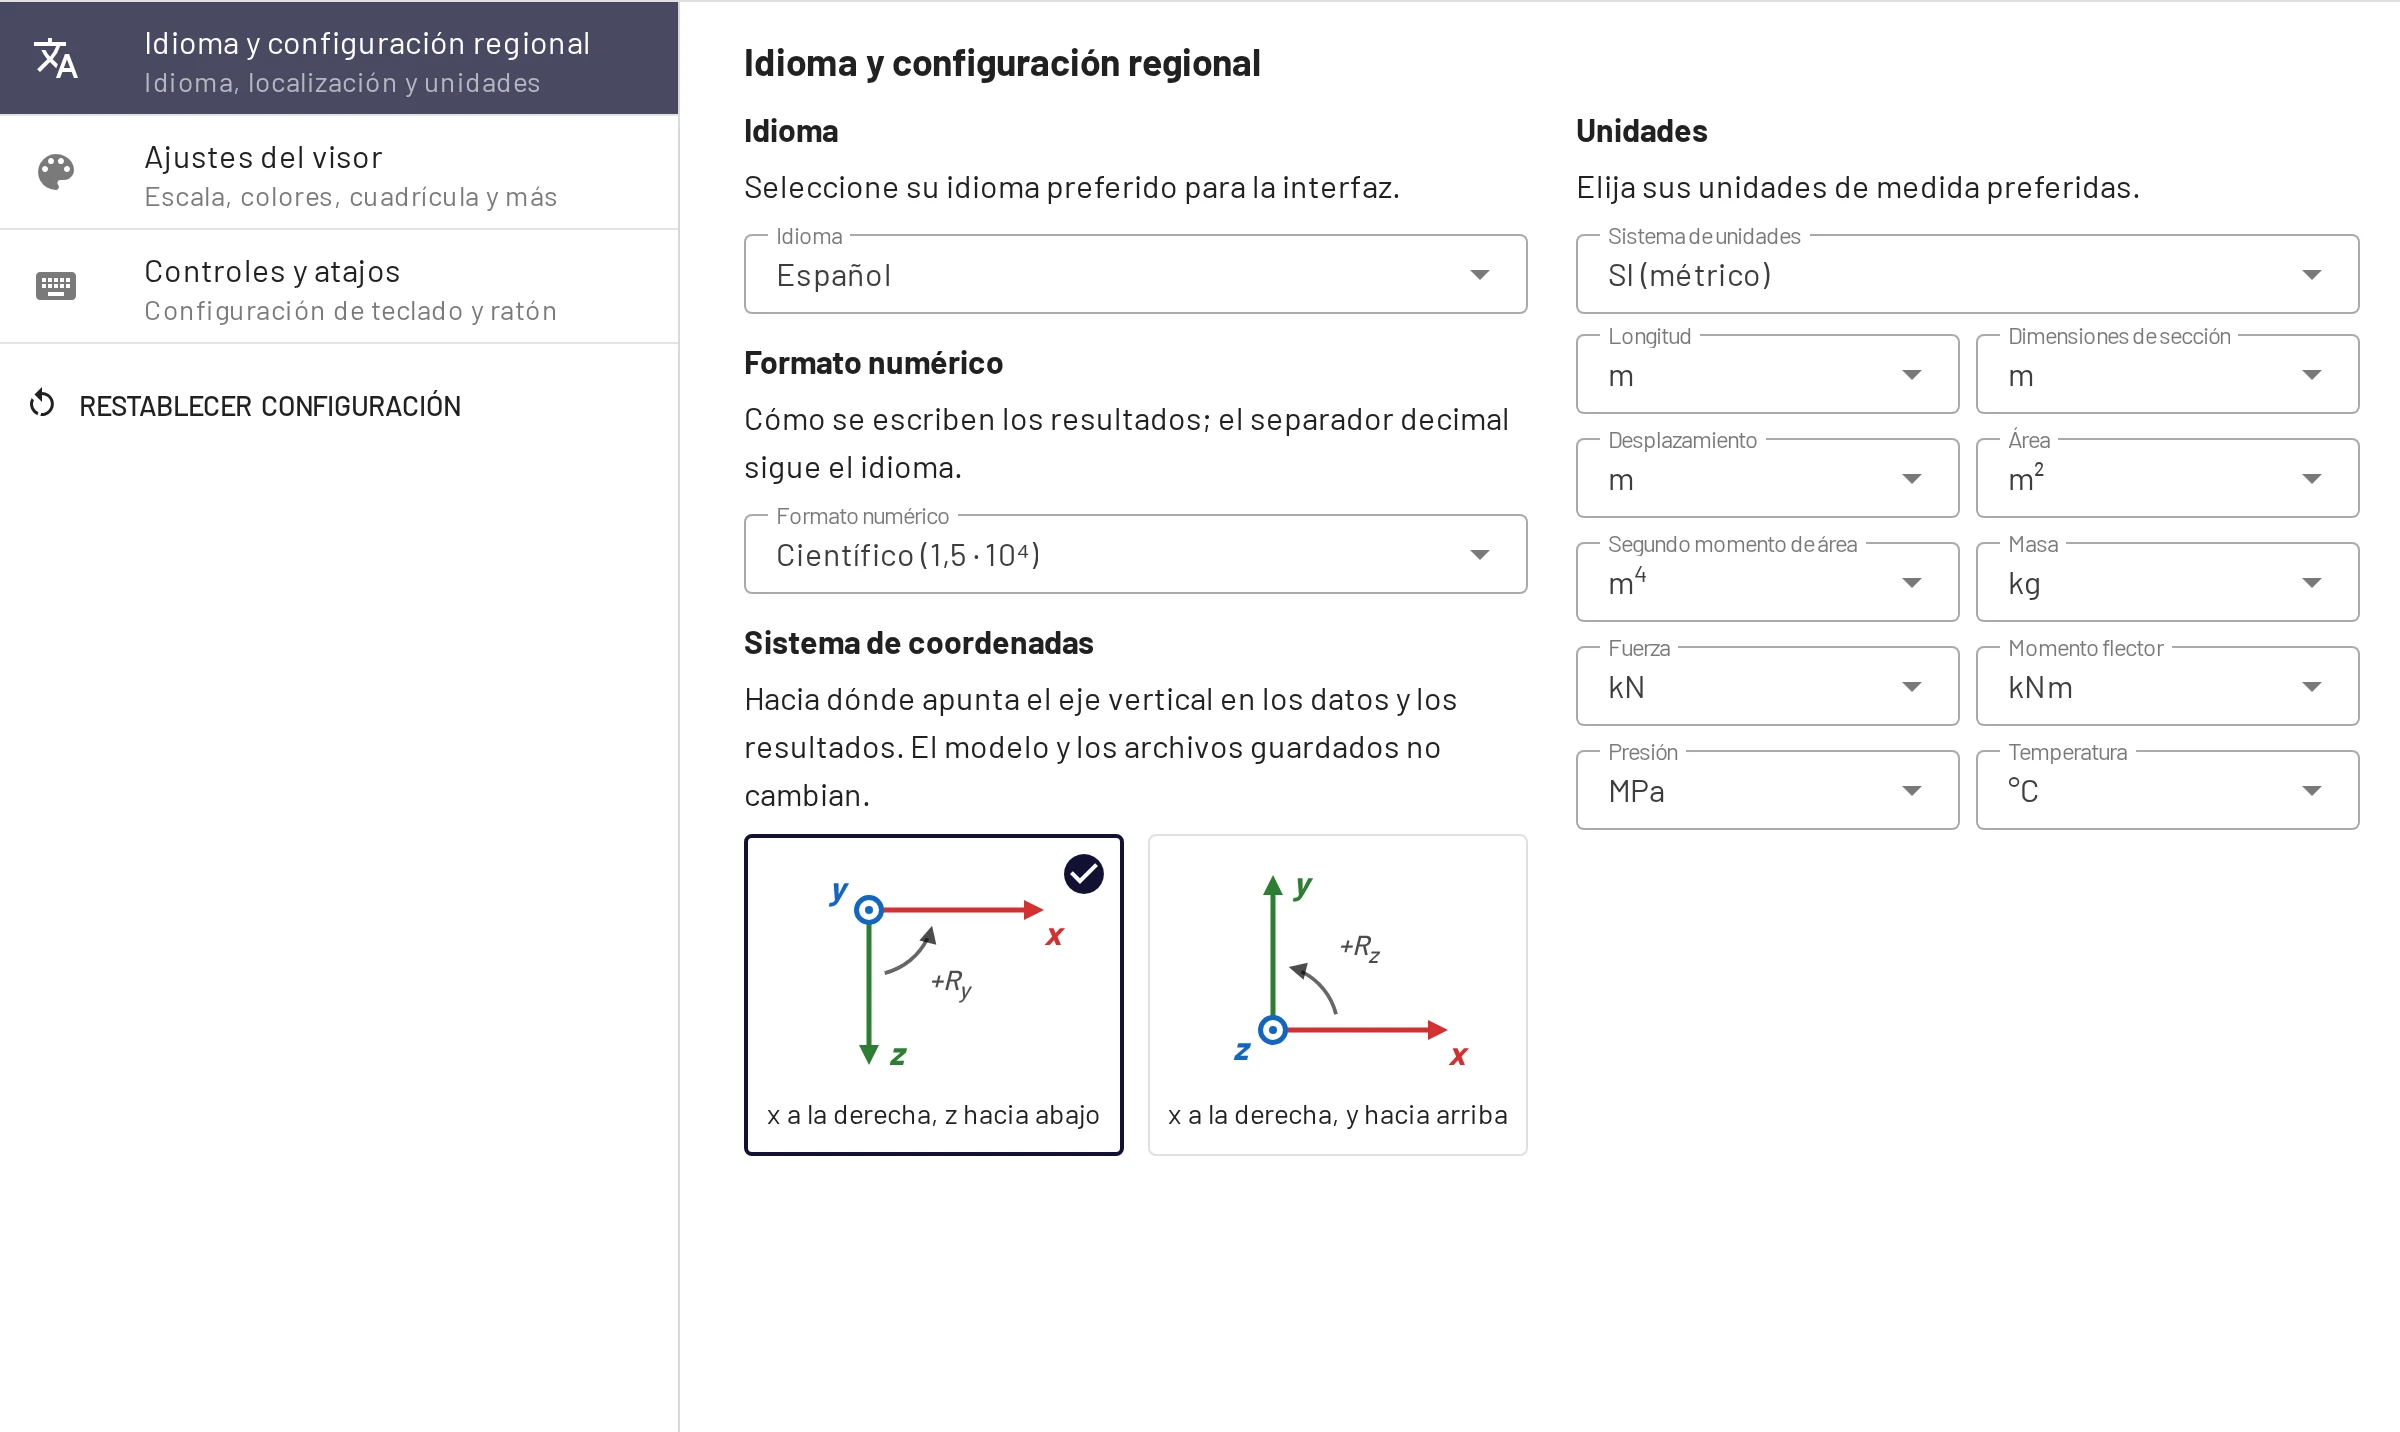 Idioma y configuración regional
Idioma, localización y unidades
Ajustes del visor
Escala, colores, cuadrícula y más
Controles y atajos
Configuración de teclado y ratón
RESTABLECER CONFIGURACIÓN
Idioma y configuración regional
Idioma
Seleccione su idioma preferido para la interfaz.
Idioma
Español
Formato numérico
Cómo se escriben los resultados; el separador decimal
sigue el idioma.
Formato numérico
Científico (1,5 · 10⁴)
Sistema de coordenadas
Hacia dónde apunta el eje vertical en los datos y los
resultados. El modelo y los archivos guardados no
cambian.
y
x
+R_y
z
x a la derecha, z hacia abajo
y
+R_z
z
x
x a la derecha, y hacia arriba
Unidades
Elija sus unidades de medida preferidas.
Sistema de unidades
SI (métrico)
Longitud
m
Dimensiones de sección
m
Desplazamiento
m
Área
m²
Segundo momento de área
m⁴
Masa
kg
Fuerza
kN
Momento flector
kNm
Presión
MPa
Temperatura
°C